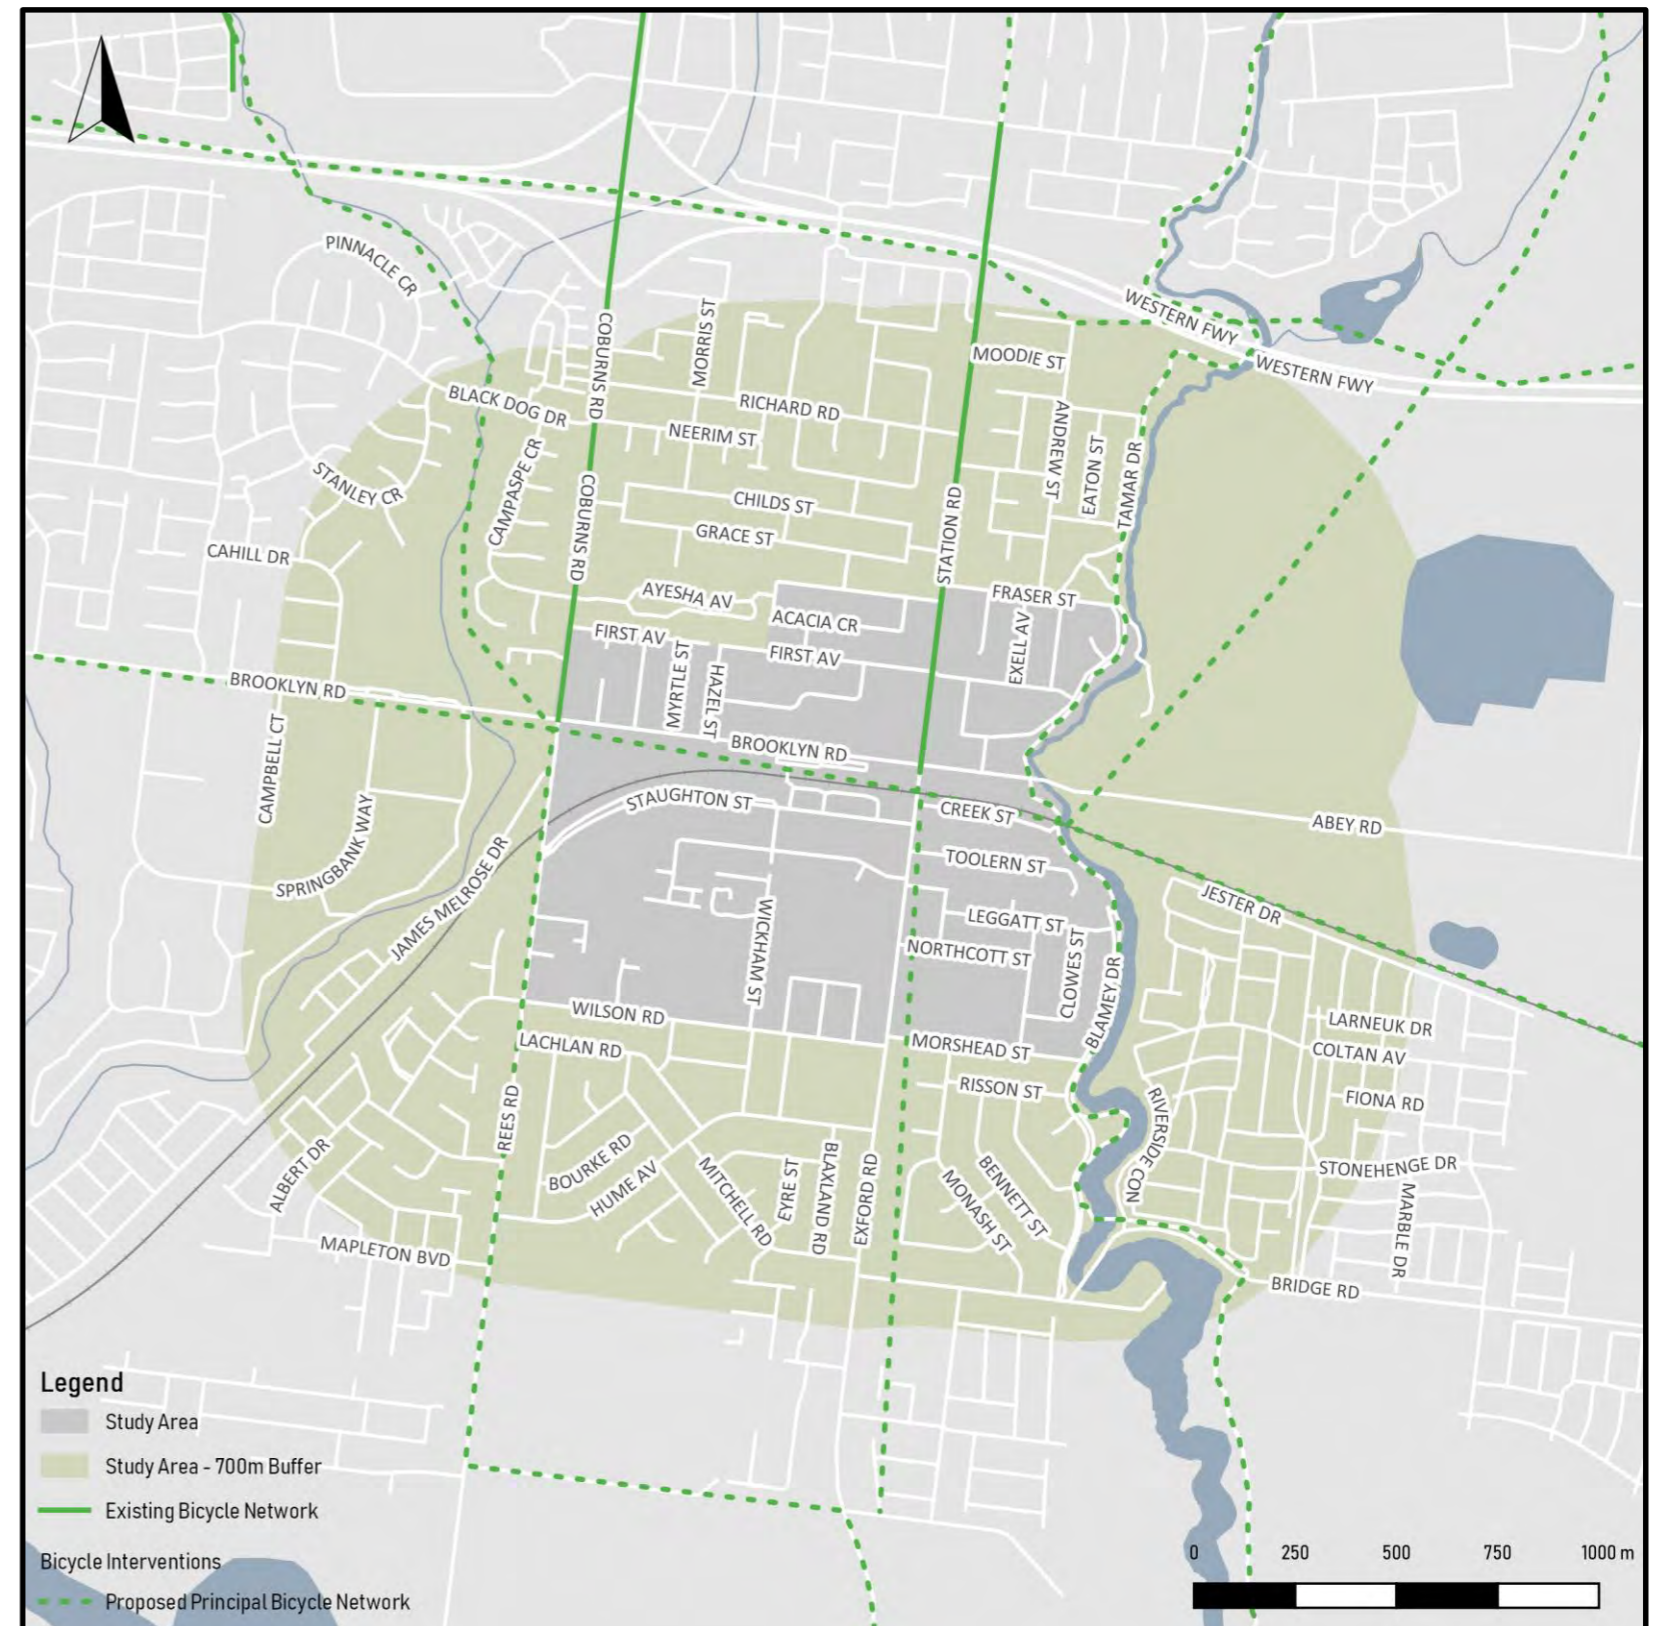 PINNACLE CR
WESTERN FWY
WESTERN FWY
COBURNS RD
MORRIS ST
MOODIE ST
BLACK DOG DR
RICHARD RD
NEERIM ST
ANDREW ST
EATON ST
TAMAR DR
STANLEY CR
CAMPASPE CR
COBURNS RD
CHILDS ST
GRACE ST
STATION RD
CAHILL DR
AYESHA AV
ACACIA CR
FRASER ST
FIRST AV
FIRST AV
EXELL AV
MYRTLE ST
HAZEL ST
BROOKLYN RD
BROOKLYN RD
CAMPBELL CT
STAUGHTON ST
CREEK ST
ABEY RD
SPRINGBANK WAY
JAMES MELROSE DR
TOOLERN ST
JESTER DR
WICKHAM ST
LEGGATT ST
NORTHCOTT ST
CLOWES ST
BLAMEY DR
WILSON RD
LACHLAN RD
MORSHEAD ST
LARNEUK DR
COLTAN AV
RISSON ST
FIONA RD
REES RD
RIVERSIDE CON
ALBERT DR
BOURKE RD
HUME AV
MITCHELL RD
EYRE ST
BLAXLAND RD
EXFORD RD
MONASH ST
BENNETT ST
STONEHENGE DR
MARBLE DR
MAPLETON BVD
BRIDGE RD
Legend
Study Area
Study Area - 700m Buffer
Existing Bicycle Network
Bicycle Interventions
Proposed Principal Bicycle Network
0 250 500 750 1000 m